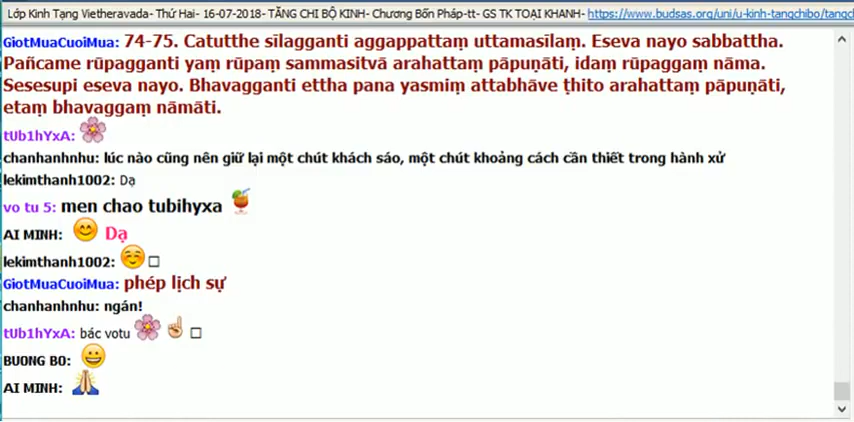 Lớp Kinh Tạng Vietheravada- Thứ Hai- 16-07-2018- TĂNG CHI BỘ KINH- Chương Bốn Pháp-tt- GS TK TOẠI KHANH- https://www.budsas.org/uni/u-kinh-tangchibo/tangc
GiotMuaCuoiMua: 74-75. Catutthe sīlagganti aggappattaṃ uttamasīlaṃ. Eseva nayo sabbattha.
Pañcame rūpagganti yaṃ rūpaṃ sammasitvā arahattaṃ pāpuṇāti, idaṃ rūpaggaṃ nāma.
Sesesupi eseva nayo. Bhavagganti ettha pana yasmiṃ attabhāve ṭhito arahattaṃ pāpuṇāti,
etaṃ bhavaggaṃ nāmāti.
tUb1hYxA: 🌸
chanhanhnhu: lúc nào cũng nên giữ lại một chút khách sáo, một chút khoảng cách cần thiết trong hành xử
lekimthanh1002: Dạ
vo tu 5: men chao tubihyxa 🍹
AI MINH: 😊 Dạ
lekimthanh1002: ☺️ □
GiotMuaCuoiMua: phép lịch sự
chanhanhnhu: ngán!
tUb1hYxA: bác votu 🌸 ☝🏻 □
BUONG BO: 😀
AI MINH: 🙏